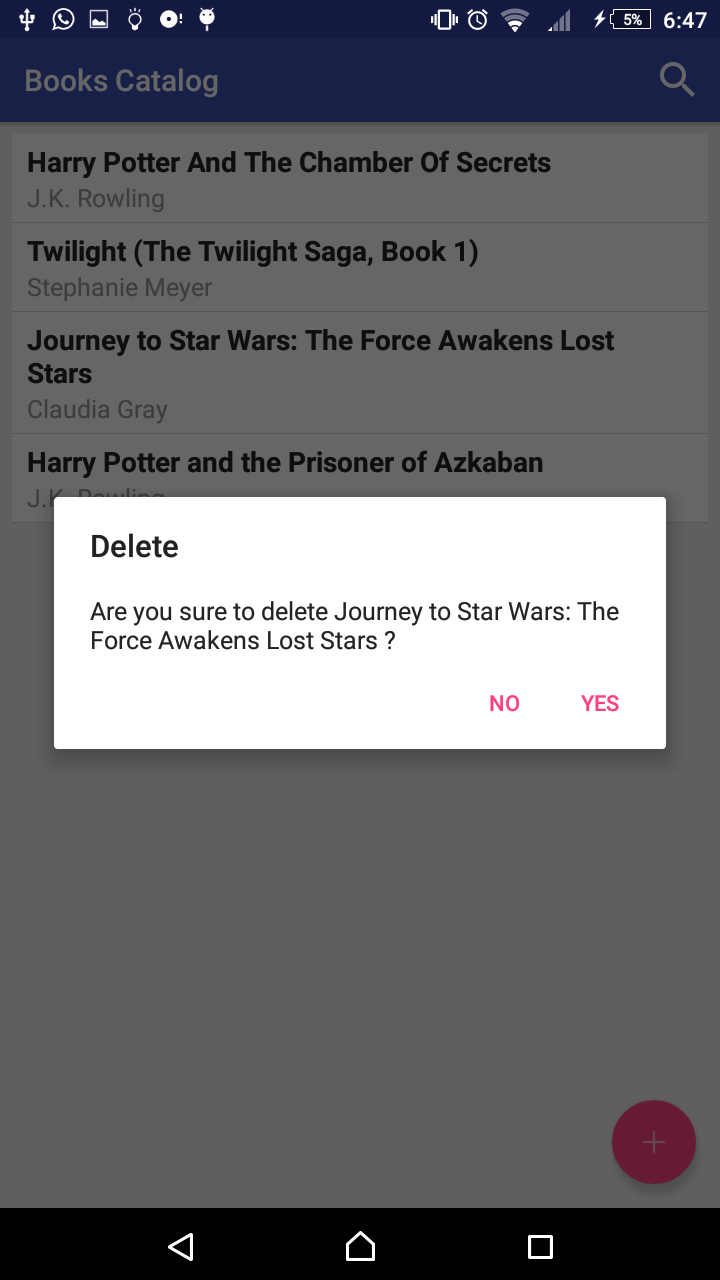 5% 6:47
Books Catalog
Harry Potter And The Chamber Of Secrets
J.K. Rowling
Twilight (The Twilight Saga, Book 1)
Stephanie Meyer
Journey to Star Wars: The Force Awakens Lost
Stars
Claudia Gray
Harry Potter and the Prisoner of Azkaban
J.K. Rowling
Delete
Are you sure to delete Journey to Star Wars: The
Force Awakens Lost Stars ?
NO YES